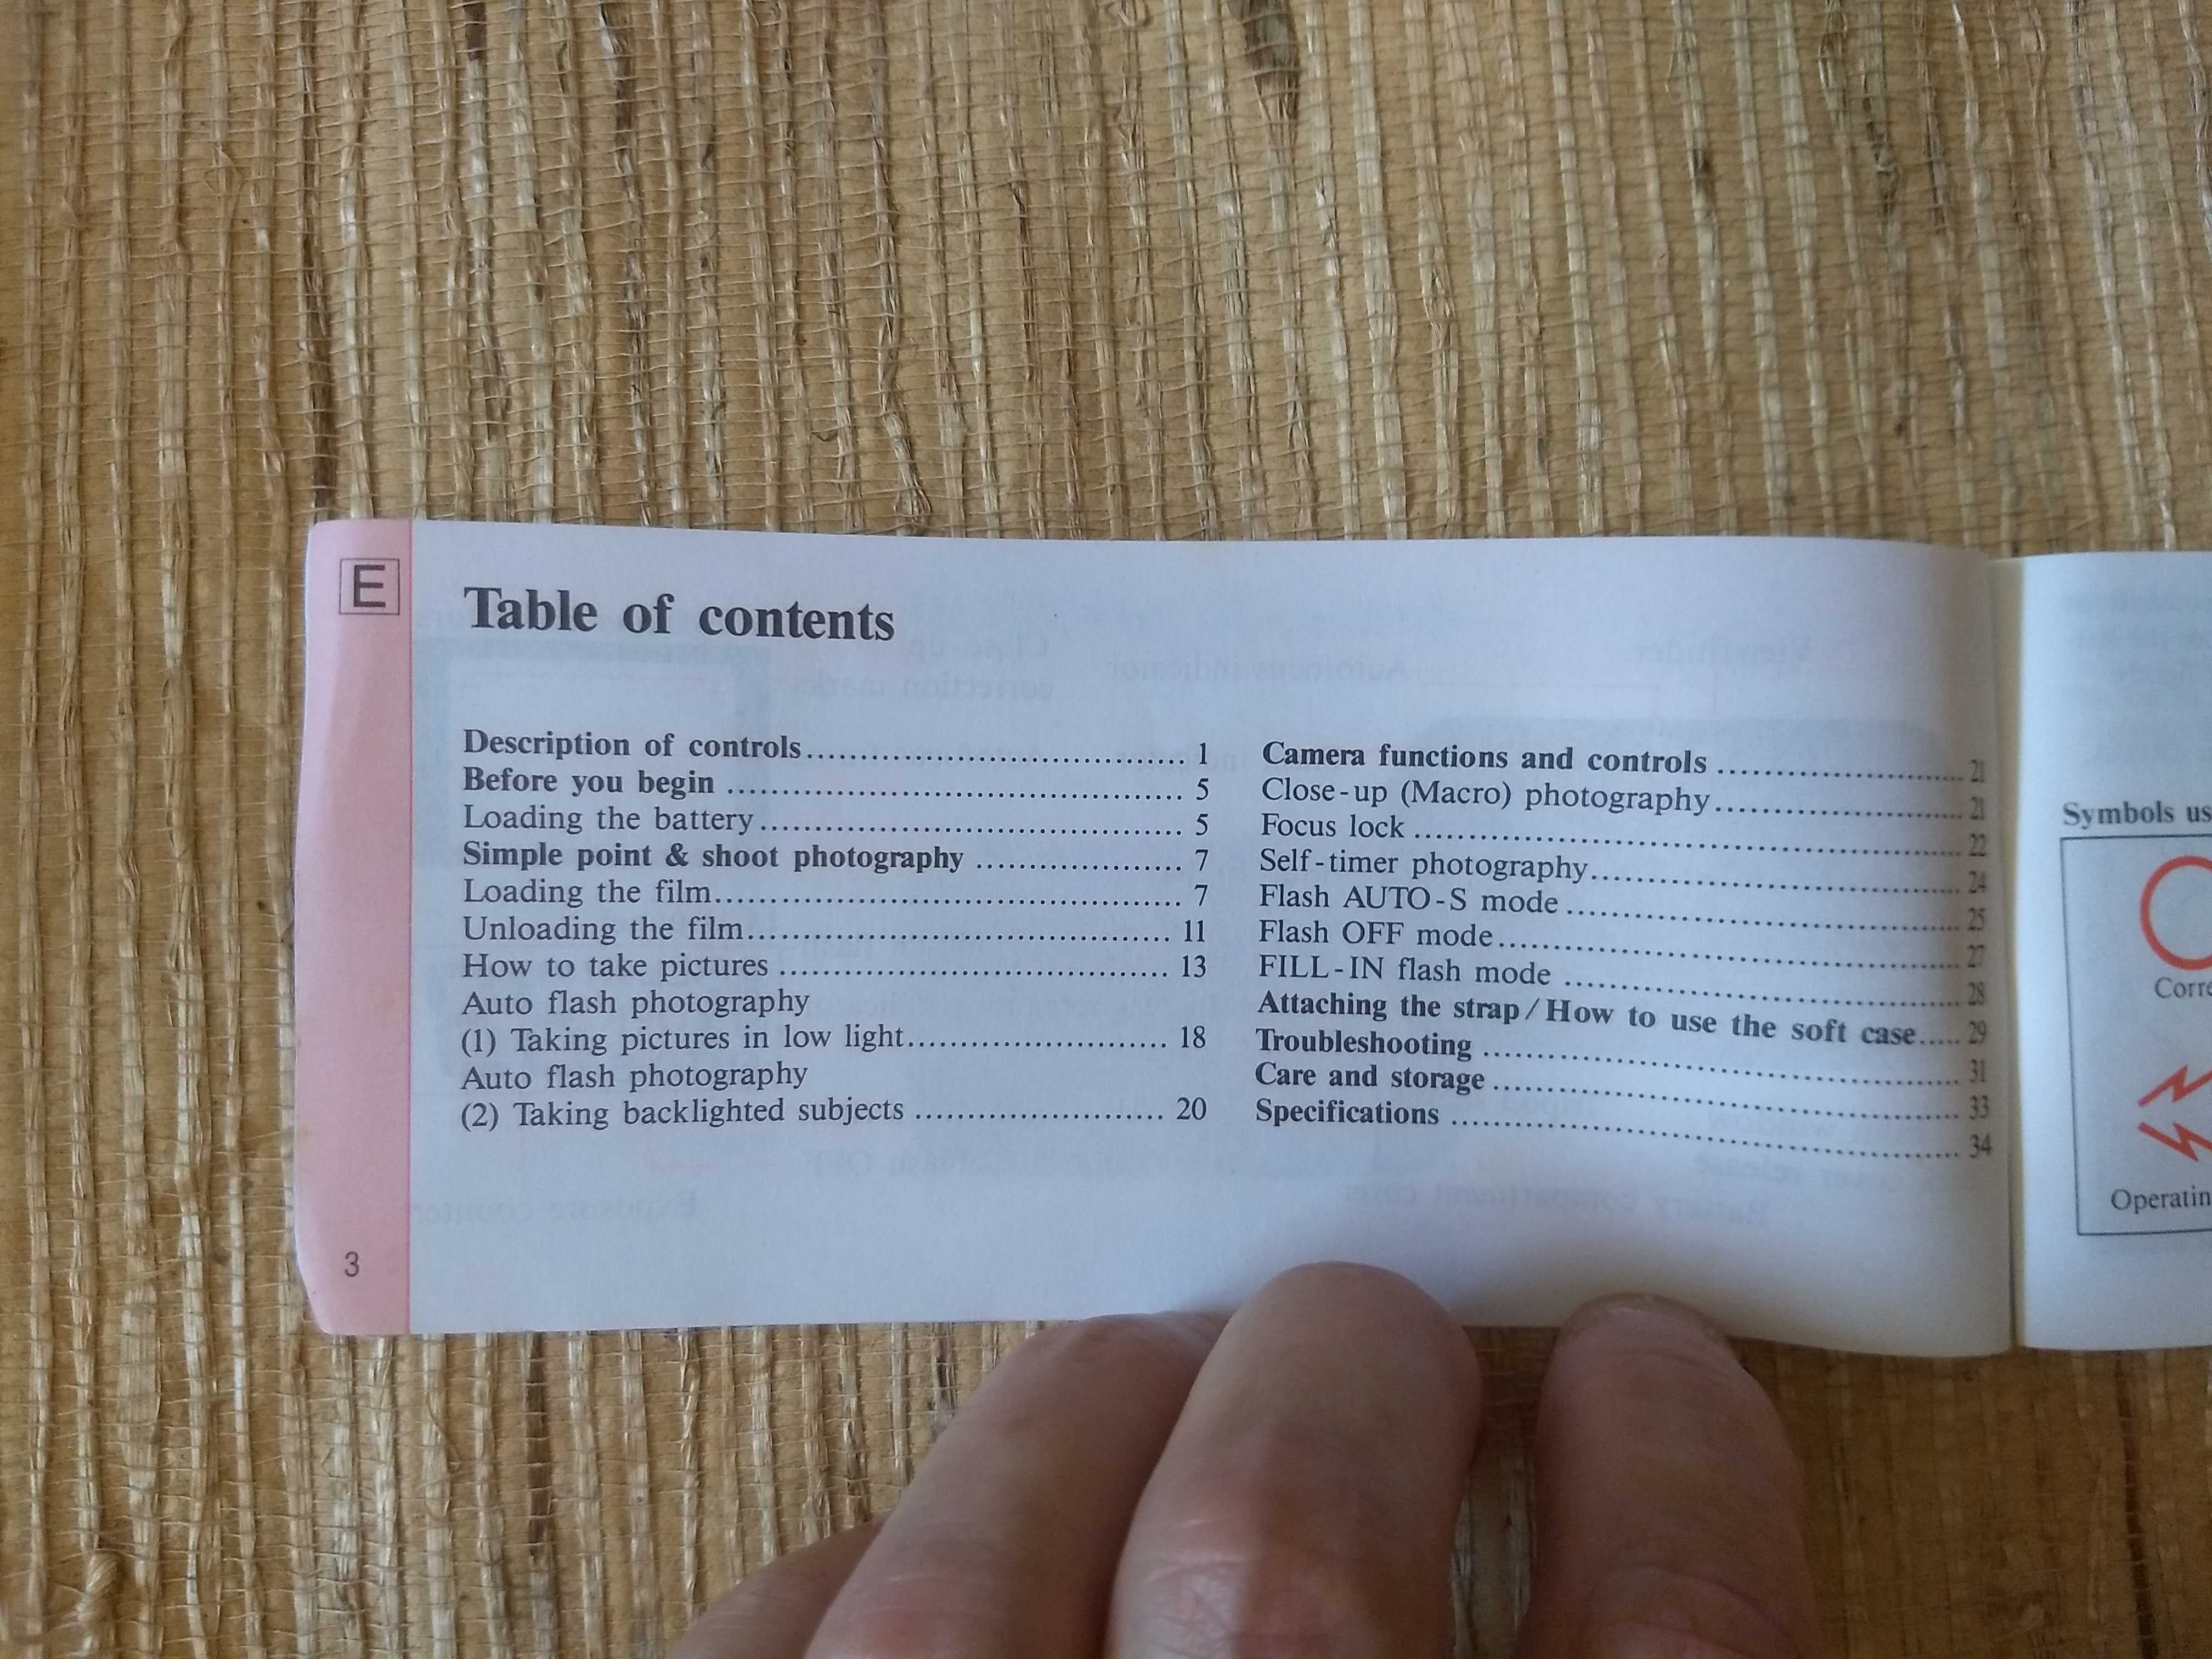 E
Table of contents
Description of controls ........................................ 1
Before you begin ........................................ 5
Loading the battery ........................................ 5
Simple point & shoot photography .................... 7
Loading the film ........................................ 7
Unloading the film ........................................ 11
How to take pictures ........................................ 13
Auto flash photography
(1) Taking pictures in low light ........................ 18
Auto flash photography
(2) Taking backlighted subjects ........................ 20
3
Camera functions and controls ........................ 21
Close-up (Macro) photography ........................ 21
Focus lock ........................................ 22
Self-timer photography ........................................ 24
Flash AUTO-S mode ........................................ 25
Flash OFF mode ........................................ 27
FILL-IN flash mode ........................................ 28
Attaching the strap/How to use the soft case ..... 29
Troubleshooting ........................................ 31
Care and storage ........................................ 33
Specifications ........................................ 34
Symbols us
Corre
Operatin